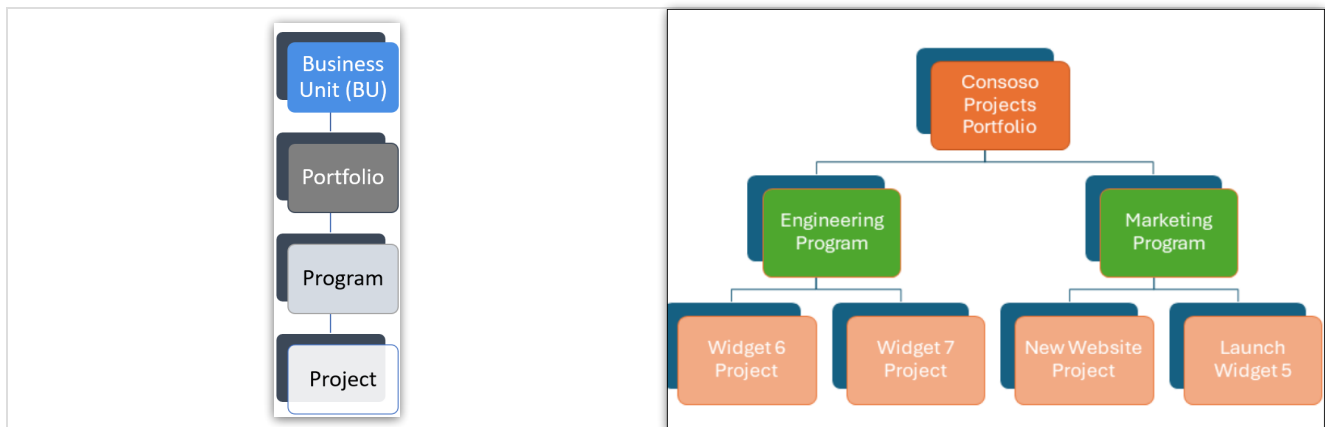 Business
Unit (BU)
Portfolio
Program
Project
Consoso
Projects
Portfolio
Engineering
Program
Marketing
Program
Widget 6
Project
Widget 7
Project
New Website
Project
Launch
Widget 5